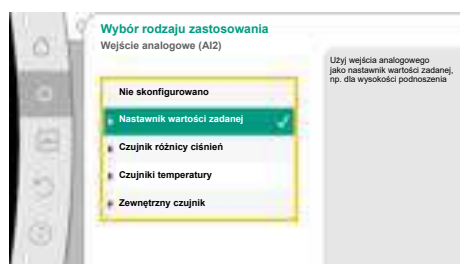 Wybór rodzaju zastosowania
Wejście analogowe (AI2)
Nie skonfigurowano
Nastawnik wartości zadanej
Czujnik różnicy ciśnień
Czujniki temperatury
Zewnętrzny czujnik
Użyj wejścia analogowego
jako nastawnik wartości zadanej,
np. dla wysokości podnoszenia